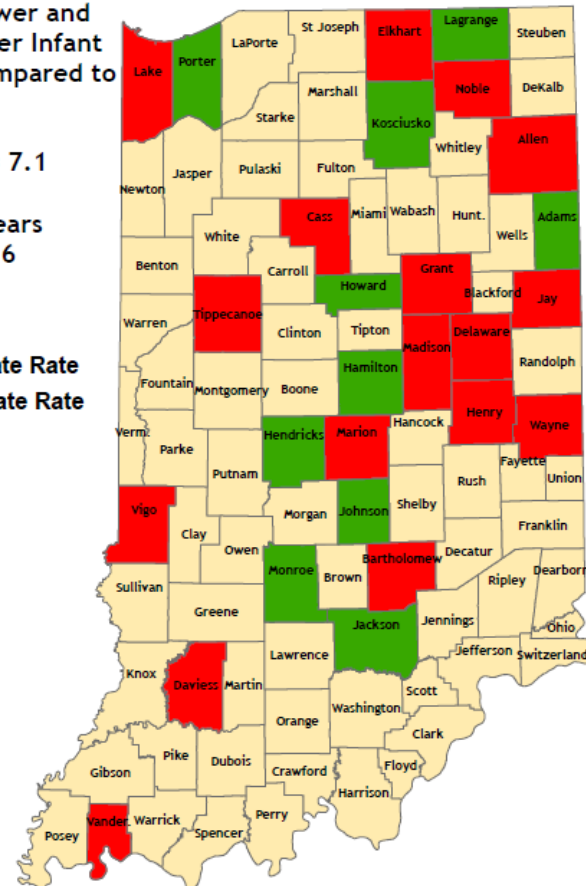 wer and
er Infant
mpared to
7.1
ears
6
ate Rate
ate Rate
Lake
Porter
LaPorte
St Joseph
Elkhart
Lagrange
Steuben
Noble
DeKalb
Marshall
Starke
Kosciusko
Whitley
Allen
Newton
Jasper
Pulaski
Fulton
Cass
Miami
Wabash
Hunt.
Wells
Adams
White
Benton
Carroll
Howard
Grant
Blackford
Jay
Warren
Tippecanoe
Clinton
Tipton
Madison
Delaware
Randolph
Fountain
Montgomery
Boone
Hamilton
Henry
Wayne
Verm
Parke
Putnam
Hendricks
Marion
Hancock
Rush
Fayette
Union
Vigo
Clay
Owen
Morgan
Johnson
Shelby
Franklin
Sullivan
Greene
Monroe
Brown
Bartholomew
Decatur
Ripley
Dearborn
Jackson
Jennings
Ohio
Jefferson
Switzerland
Knox
Daviess
Martin
Lawrence
Orange
Washington
Scott
Clark
Floyd
Gibson
Pike
Dubois
Crawford
Harrison
Posey
Vander.
Warrick
Spencer
Perry